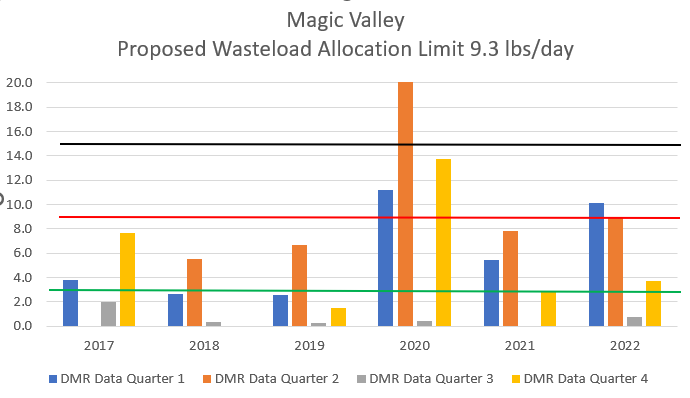 Magic Valley
Proposed Wasteload Allocation Limit 9.3 lbs/day
20.0
18.0
16.0
14.0
12.0
10.0
8.0
6.0
4.0
2.0
0.0
2017 2018 2019 2020 2021 2022
DMR Data Quarter 1 DMR Data Quarter 2 DMR Data Quarter 3 DMR Data Quarter 4